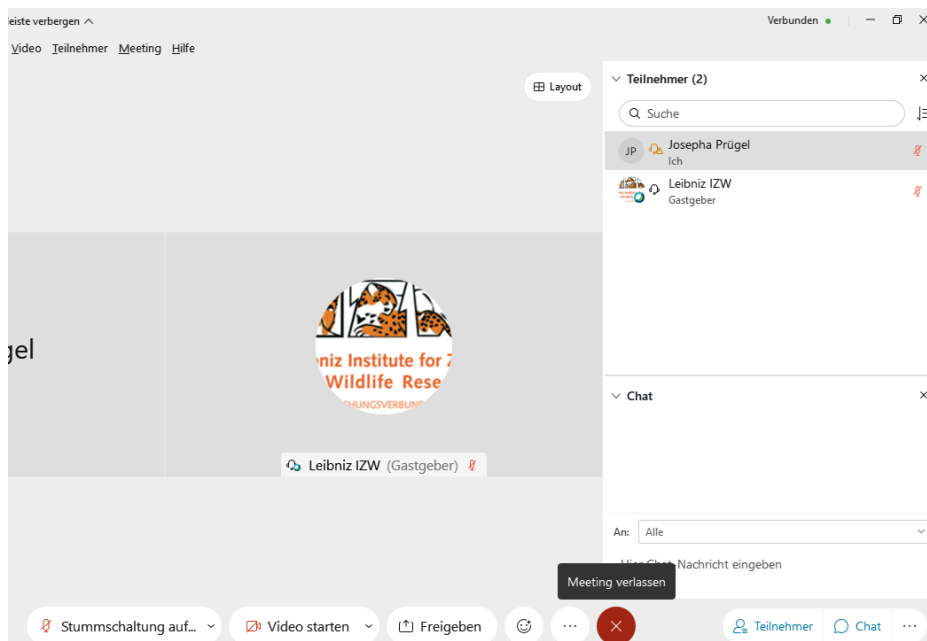 eiste verbergen
Verbunden
Video Teilnehmer Meeting Hilfe
Layout
Teilnehmer (2)
Suche
JP
Josepha Prügel
Ich
Leibniz IZW
Gastgeber
gel
niz Institute for Z
Wildlife Rese
HUNGSVERBUN
Leibniz IZW (Gastgeber)
Chat
An: Alle
Hier Chat-Nachricht eingeben
Meeting verlassen
Stummschaltung auf...
Video starten
Freigeben
...
Teilnehmer
Chat
...